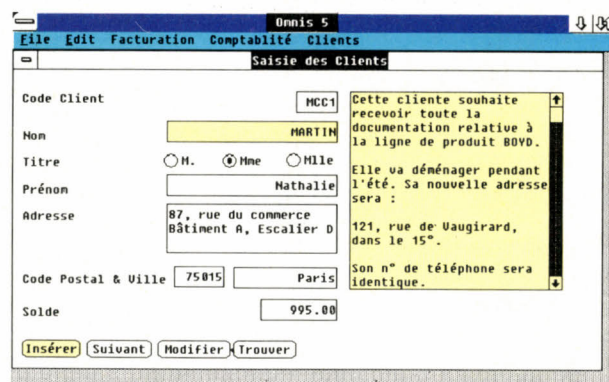 Omnis 5
File Edit Facturation Comptablité Clients
Saisie des Clients
Code Client MCC1
Nom MARTIN
Titre M. Mme Mlle
Prénom Nathalie
Adresse 87, rue du commerce
Bâtiment A, Escalier D
Code Postal & Ville 75015 Paris
Solde 995.00
Insérer Suivant Modifier Trouver
Cette cliente souhaite
recevoir toute la
documentation relative à
la ligne de produit BOYD.
Elle va déménager pendant
l'été. Sa nouvelle adresse
sera :
121, rue de Vaugirard,
dans le 15°.
Son n° de téléphone sera
identique.